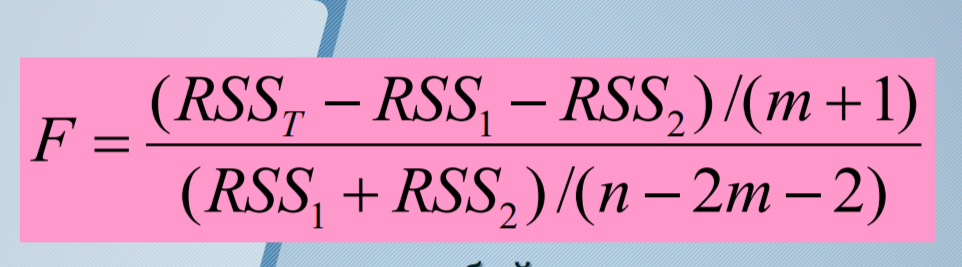 F = (RSS_T − RSS_1 − RSS_2)/(m + 1)
(RSS_1 + RSS_2)/(n − 2m − 2)